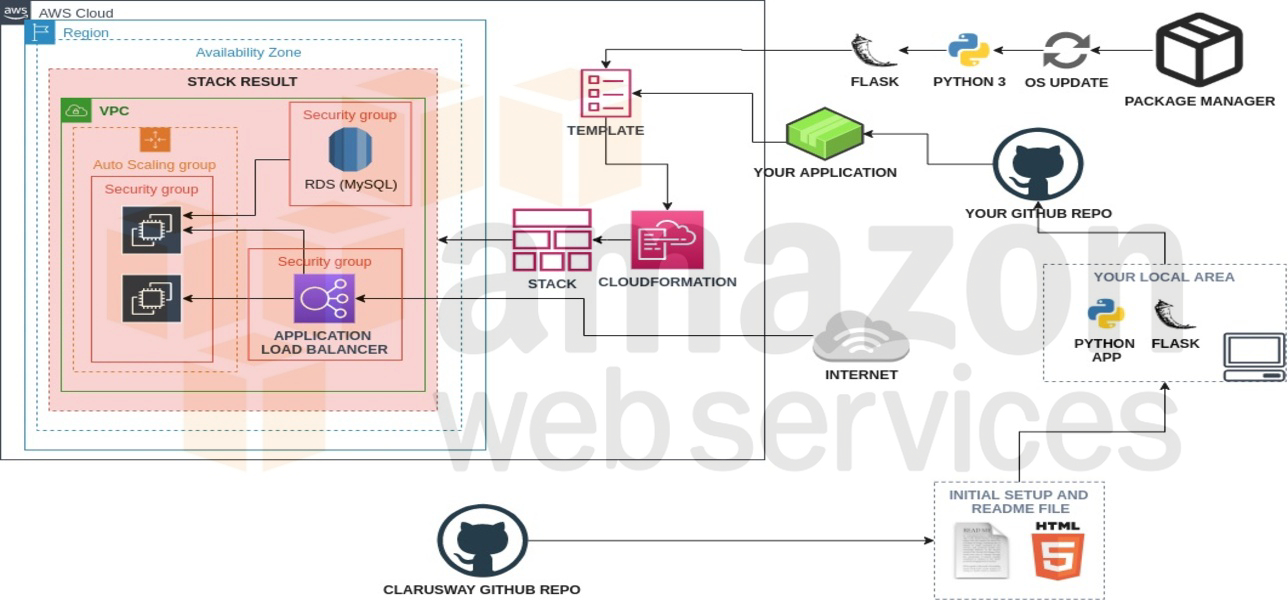 aws
AWS Cloud
Region
Availability Zone
STACK RESULT
VPC
Auto Scaling group
Security group
Security group
RDS (MySQL)
Security group
APPLICATION
LOAD BALANCER
TEMPLATE
STACK
CLOUDFORMATION
FLASK
PYTHON 3
OS UPDATE
PACKAGE MANAGER
YOUR APPLICATION
YOUR GITHUB REPO
YOUR LOCAL AREA
PYTHON
APP
FLASK
INTERNET
INITIAL SETUP AND
README FILE
README
HTML
5
CLARUSWAY GITHUB REPO
amazon
webservices